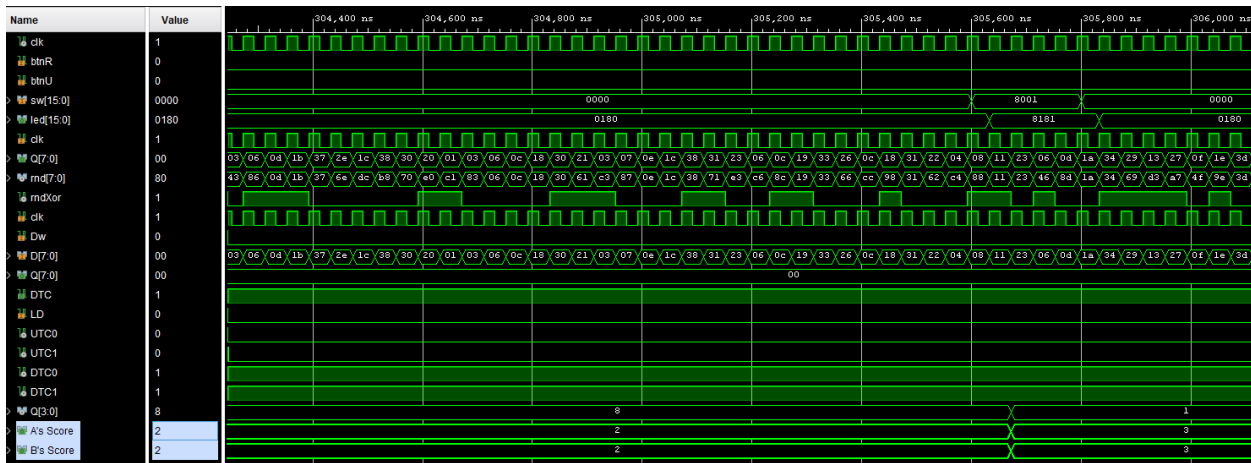 Name Value 304,400 ns 304,600 ns 304,800 ns 305,000 ns 305,200 ns 305,400 ns 305,600 ns 305,800 ns 306,000 ns
clk 1
btnR 0
btnU 0
sw[15:0] 0000 0000 8001 0000
led[15:0] 0180 0180 8181 0180
clk 1
Q[7:0] 00 03 06 0d 1b 37 2e 1c 38 30 20 01 03 06 0c 18 30 21 03 07 0e 1c 38 31 23 06 0c 19 33 26 0c 18 31 22 04 08 11 23 06 0d 1a 34 29 13 27 0f 1e 3d
rnd[7:0] 80 43 86 0d 1b 37 6e dc b8 70 e0 c1 83 06 0c 18 30 61 c3 87 0e 1c 38 71 e3 c6 8c 19 33 66 cc 98 31 62 c4 88 11 23 46 8d 1a 34 69 d3 a7 4f 9e 3d
rndXor 1
clk 1
Dw 0
D[7:0] 00 03 06 0d 1b 37 2e 1c 38 30 20 01 03 06 0c 18 30 21 03 07 0e 1c 38 31 23 06 0c 19 33 26 0c 18 31 22 04 08 11 23 06 0d 1a 34 29 13 27 0f 1e 3d
Q[7:0] 00 00
DTC 1
LD 0
UTC0 0
UTC1 0
DTC0 1
DTC1 1
Q[3:0] 8 8 1
A's Score 2 2 3
B's Score 2 2 3